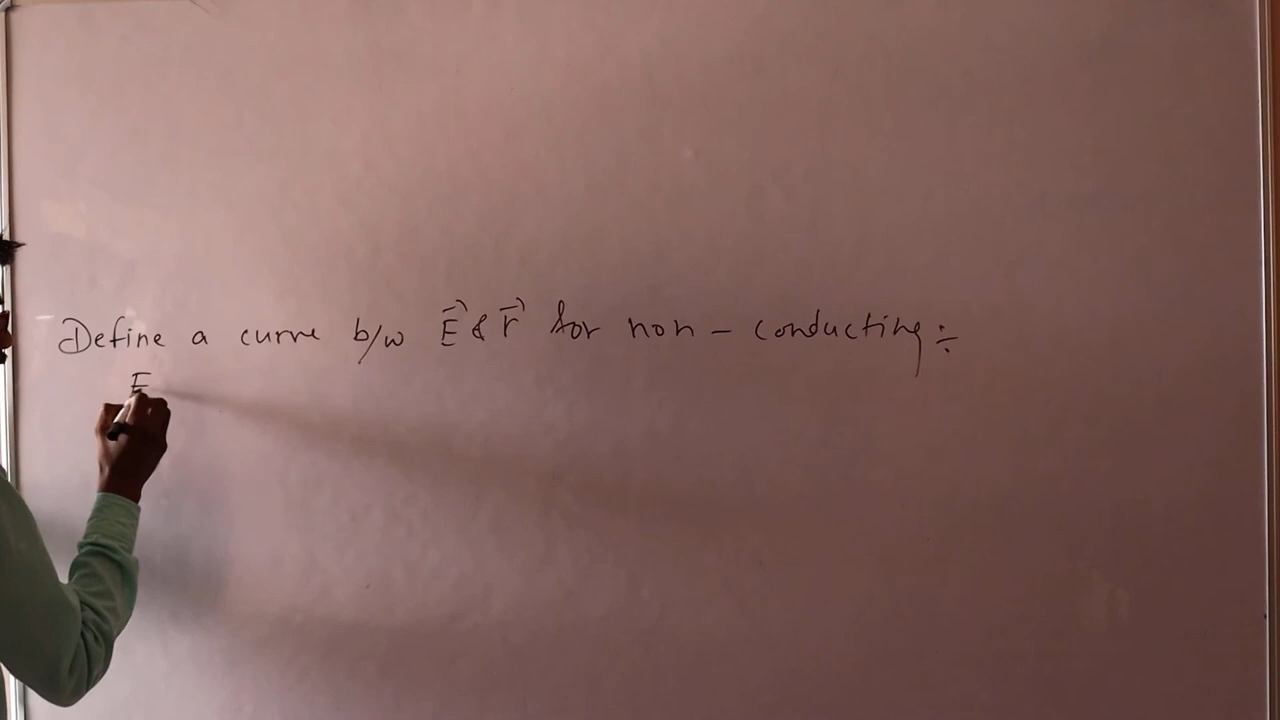 Define a curve b/w E⃗ & r⃗ for non - conducting :-
E